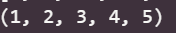 (1, 2, 3, 4, 5)